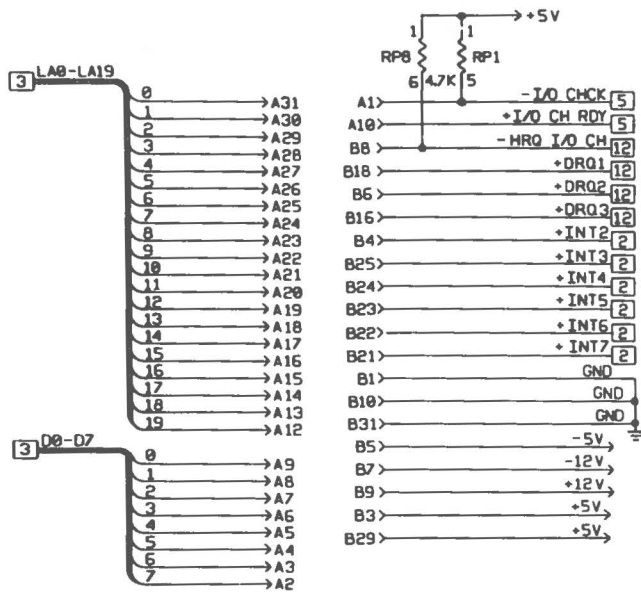 3 LA0-LA19
0 A31
1 A30
2 A29
3 A28
4 A27
5 A26
6 A25
7 A24
8 A23
9 A22
10 A21
11 A20
12 A19
13 A18
14 A17
15 A16
16 A15
17 A14
18 A13
19 A12
3 D0-D7
0 A9
1 A8
2 A7
3 A6
4 A5
5 A4
6 A3
7 A2
+5V
1 1
RP8 RP1
6 4.7K 5
A1 -I/O CHCK 5
A10 +I/O CH RDY 5
B8 -HRQ I/O CH 12
B18 +DRQ1 12
B6 +DRQ2 12
B16 +DRQ3 12
B4 +INT2 2
B25 +INT3 2
B24 +INT4 2
B23 +INT5 2
B22 +INT6 2
B21 +INT7 2
B1 GND
B10 GND
B31 GND
B5 -5V
B7 -12V
B9 +12V
B3 +5V
B29 +5V